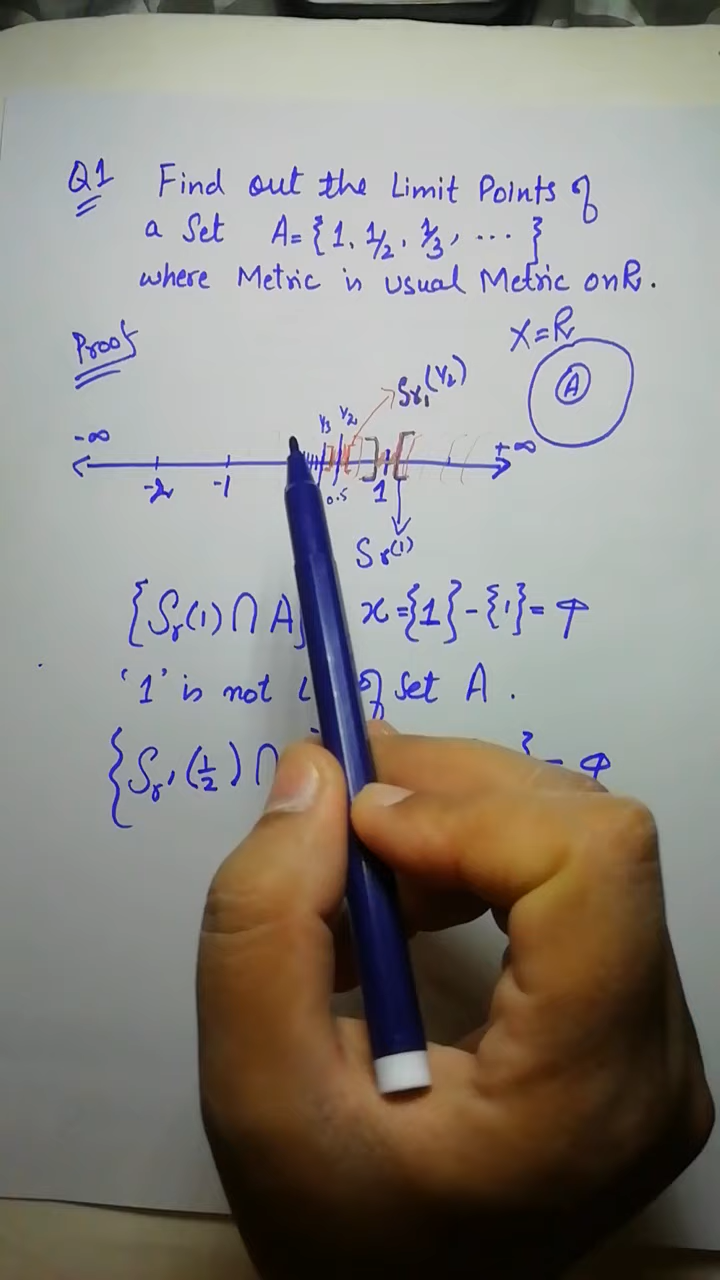 Q1 Find out the Limit Points of
a Set A = {1, 1/2, 1/3, ... }
where Metric is usual Metric on R.
Proof
X = R
A
Sr₁(1/2)
1/3 1/2
-∞ +∞
-2 -1 0.5 1
Sr(1)
{Sr(1) ∩ A} x = {1} - {1} = φ
'1' is not L of Set A.
{Sr₁(1/2) ∩ } = φ